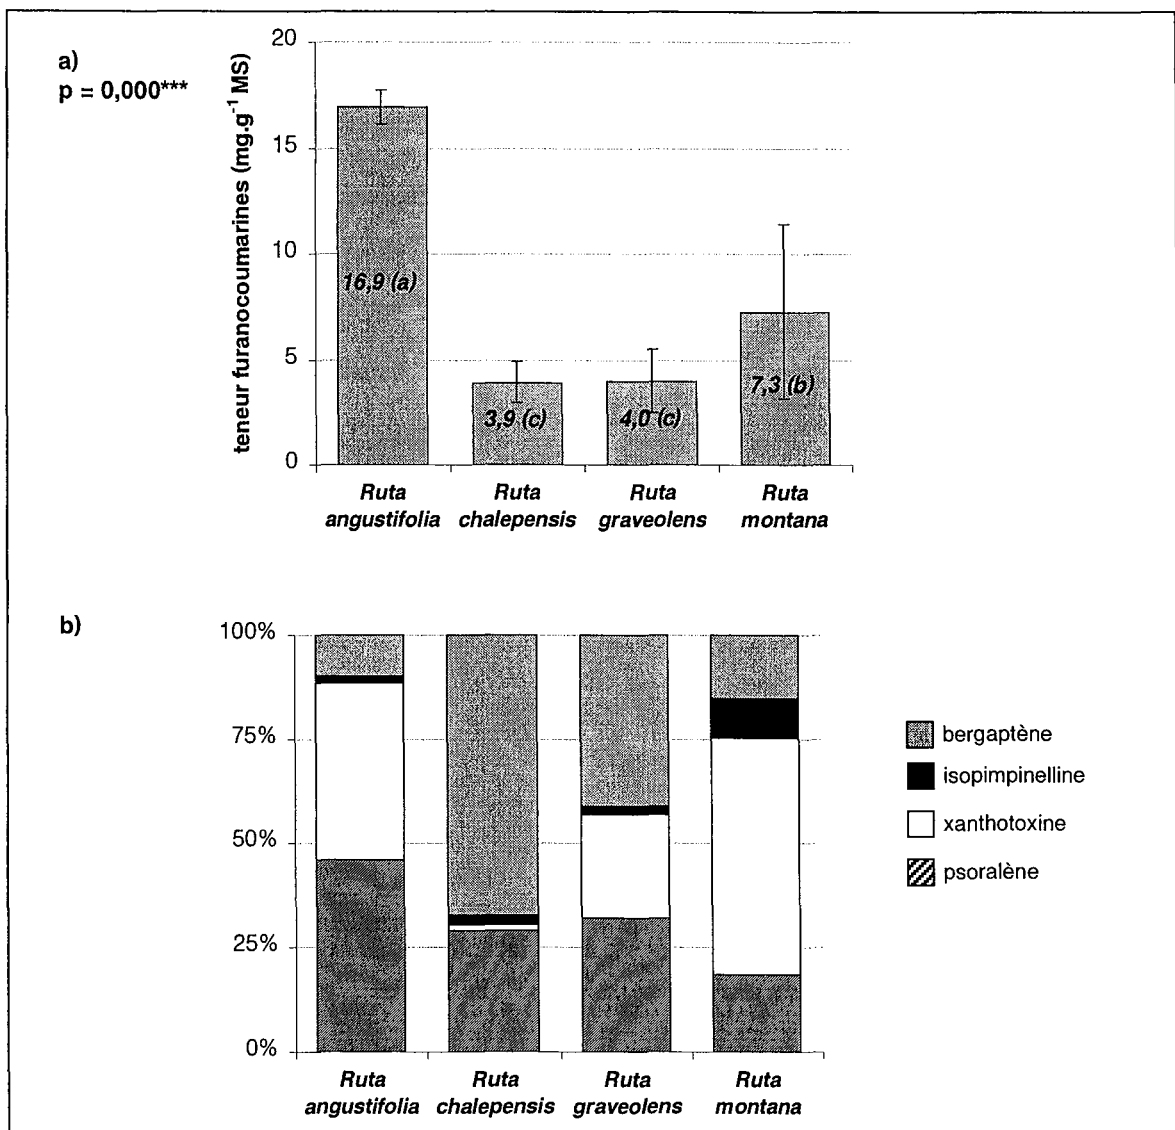 a)
p = 0,000***
teneur furanocoumarines (mg.g⁻¹ MS)
20
15
10
5
0
16,9 (a)
3,9 (c)
4,0 (c)
7,3 (b)
Ruta angustifolia
Ruta chalepensis
Ruta graveolens
Ruta montana
b)
100%
75%
50%
25%
0%
Ruta angustifolia
Ruta chalepensis
Ruta graveolens
Ruta montana
bergaptène
isopimpinelline
xanthotoxine
psoralène